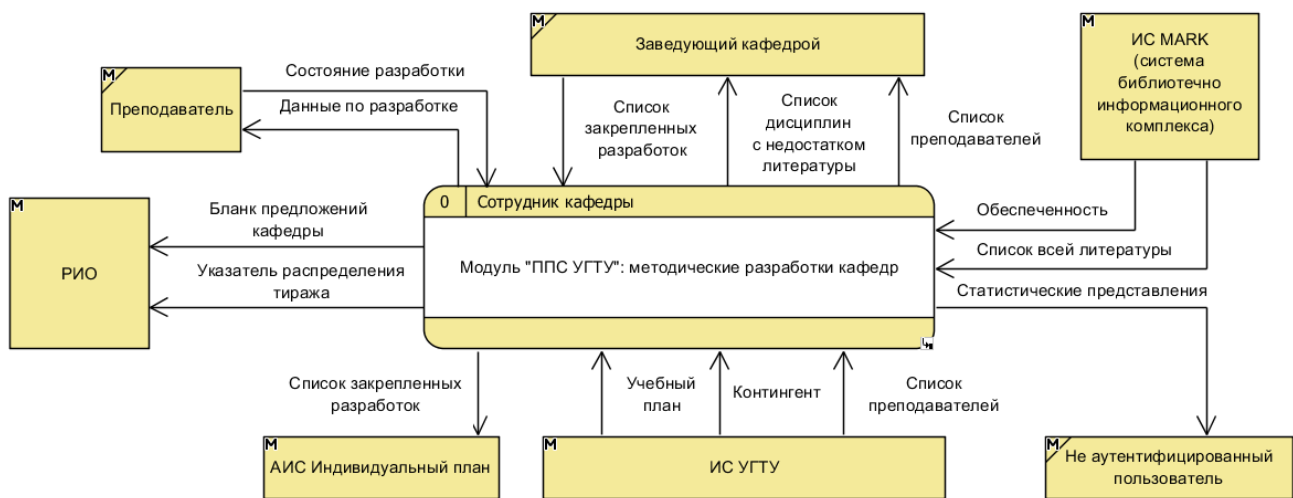 M
Заведующий кафедрой
M
ИС MARK
(система
библиотечно
информационного
комплекса)
M
Преподаватель
Состояние разработки
Данные по разработке
Список
закрепленных
разработок
Список
дисциплин
с недостатком
литературы
Список
преподавателей
0
Сотрудник кафедры
Модуль "ППС УГТУ": методические разработки кафедр
M
РИО
Бланк предложений
кафедры
Указатель распределения
тиража
Обеспеченность
Список всей литературы
Статистические представления
Список закрепленных
разработок
Учебный
план
Контингент
Список
преподавателей
M
АИС Индивидуальный план
M
ИС УГТУ
M
Не аутентифицированный
пользователь